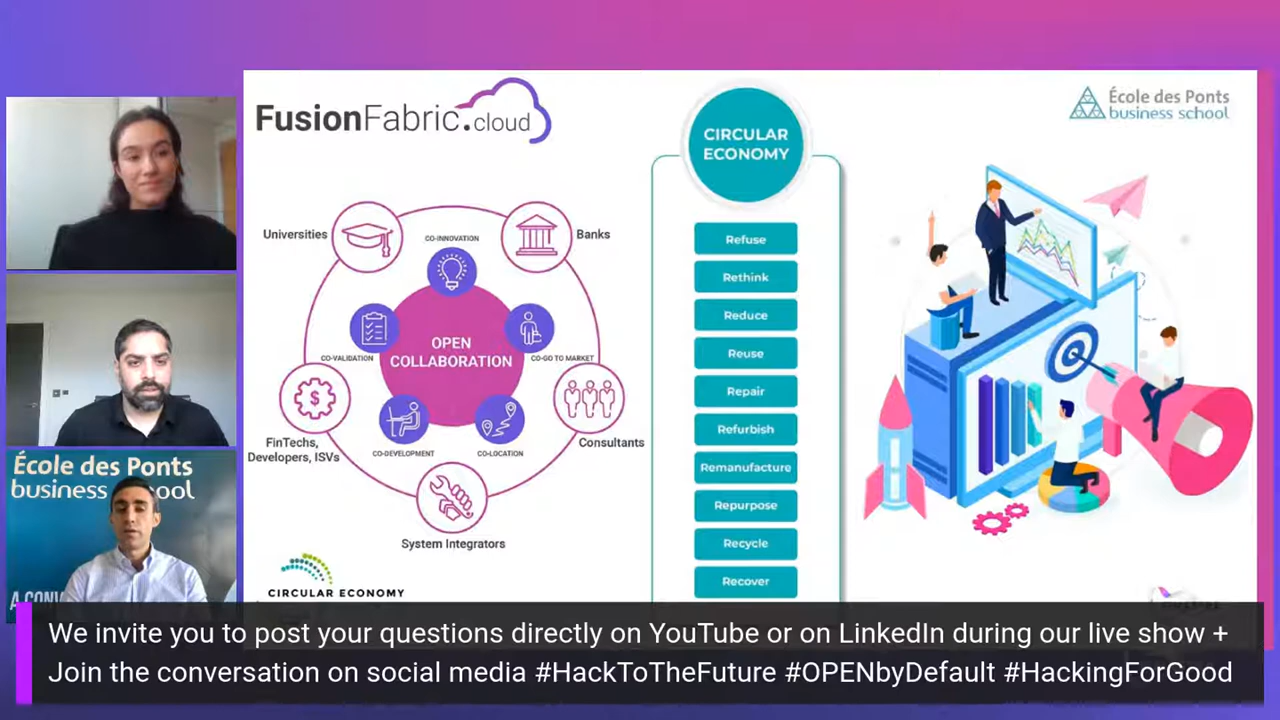 FusionFabric.cloud
Universities
Banks
CO-INNOVATION
CO-VALIDATION
OPEN
COLLABORATION
CO-GO TO MARKET
$
FinTechs,
Developers, ISVs
CO-DEVELOPMENT
CO-LOCATION
Consultants
System Integrators
CIRCULAR ECONOMY
CIRCULAR
ECONOMY
Refuse
Rethink
Reduce
Reuse
Repair
Refurbish
Remanufacture
Repurpose
Recycle
Recover
École des Ponts
business school
École des Ponts
business school
We invite you to post your questions directly on YouTube or on LinkedIn during our live show +
Join the conversation on social media #HackToTheFuture #OPENbyDefault #HackingForGood